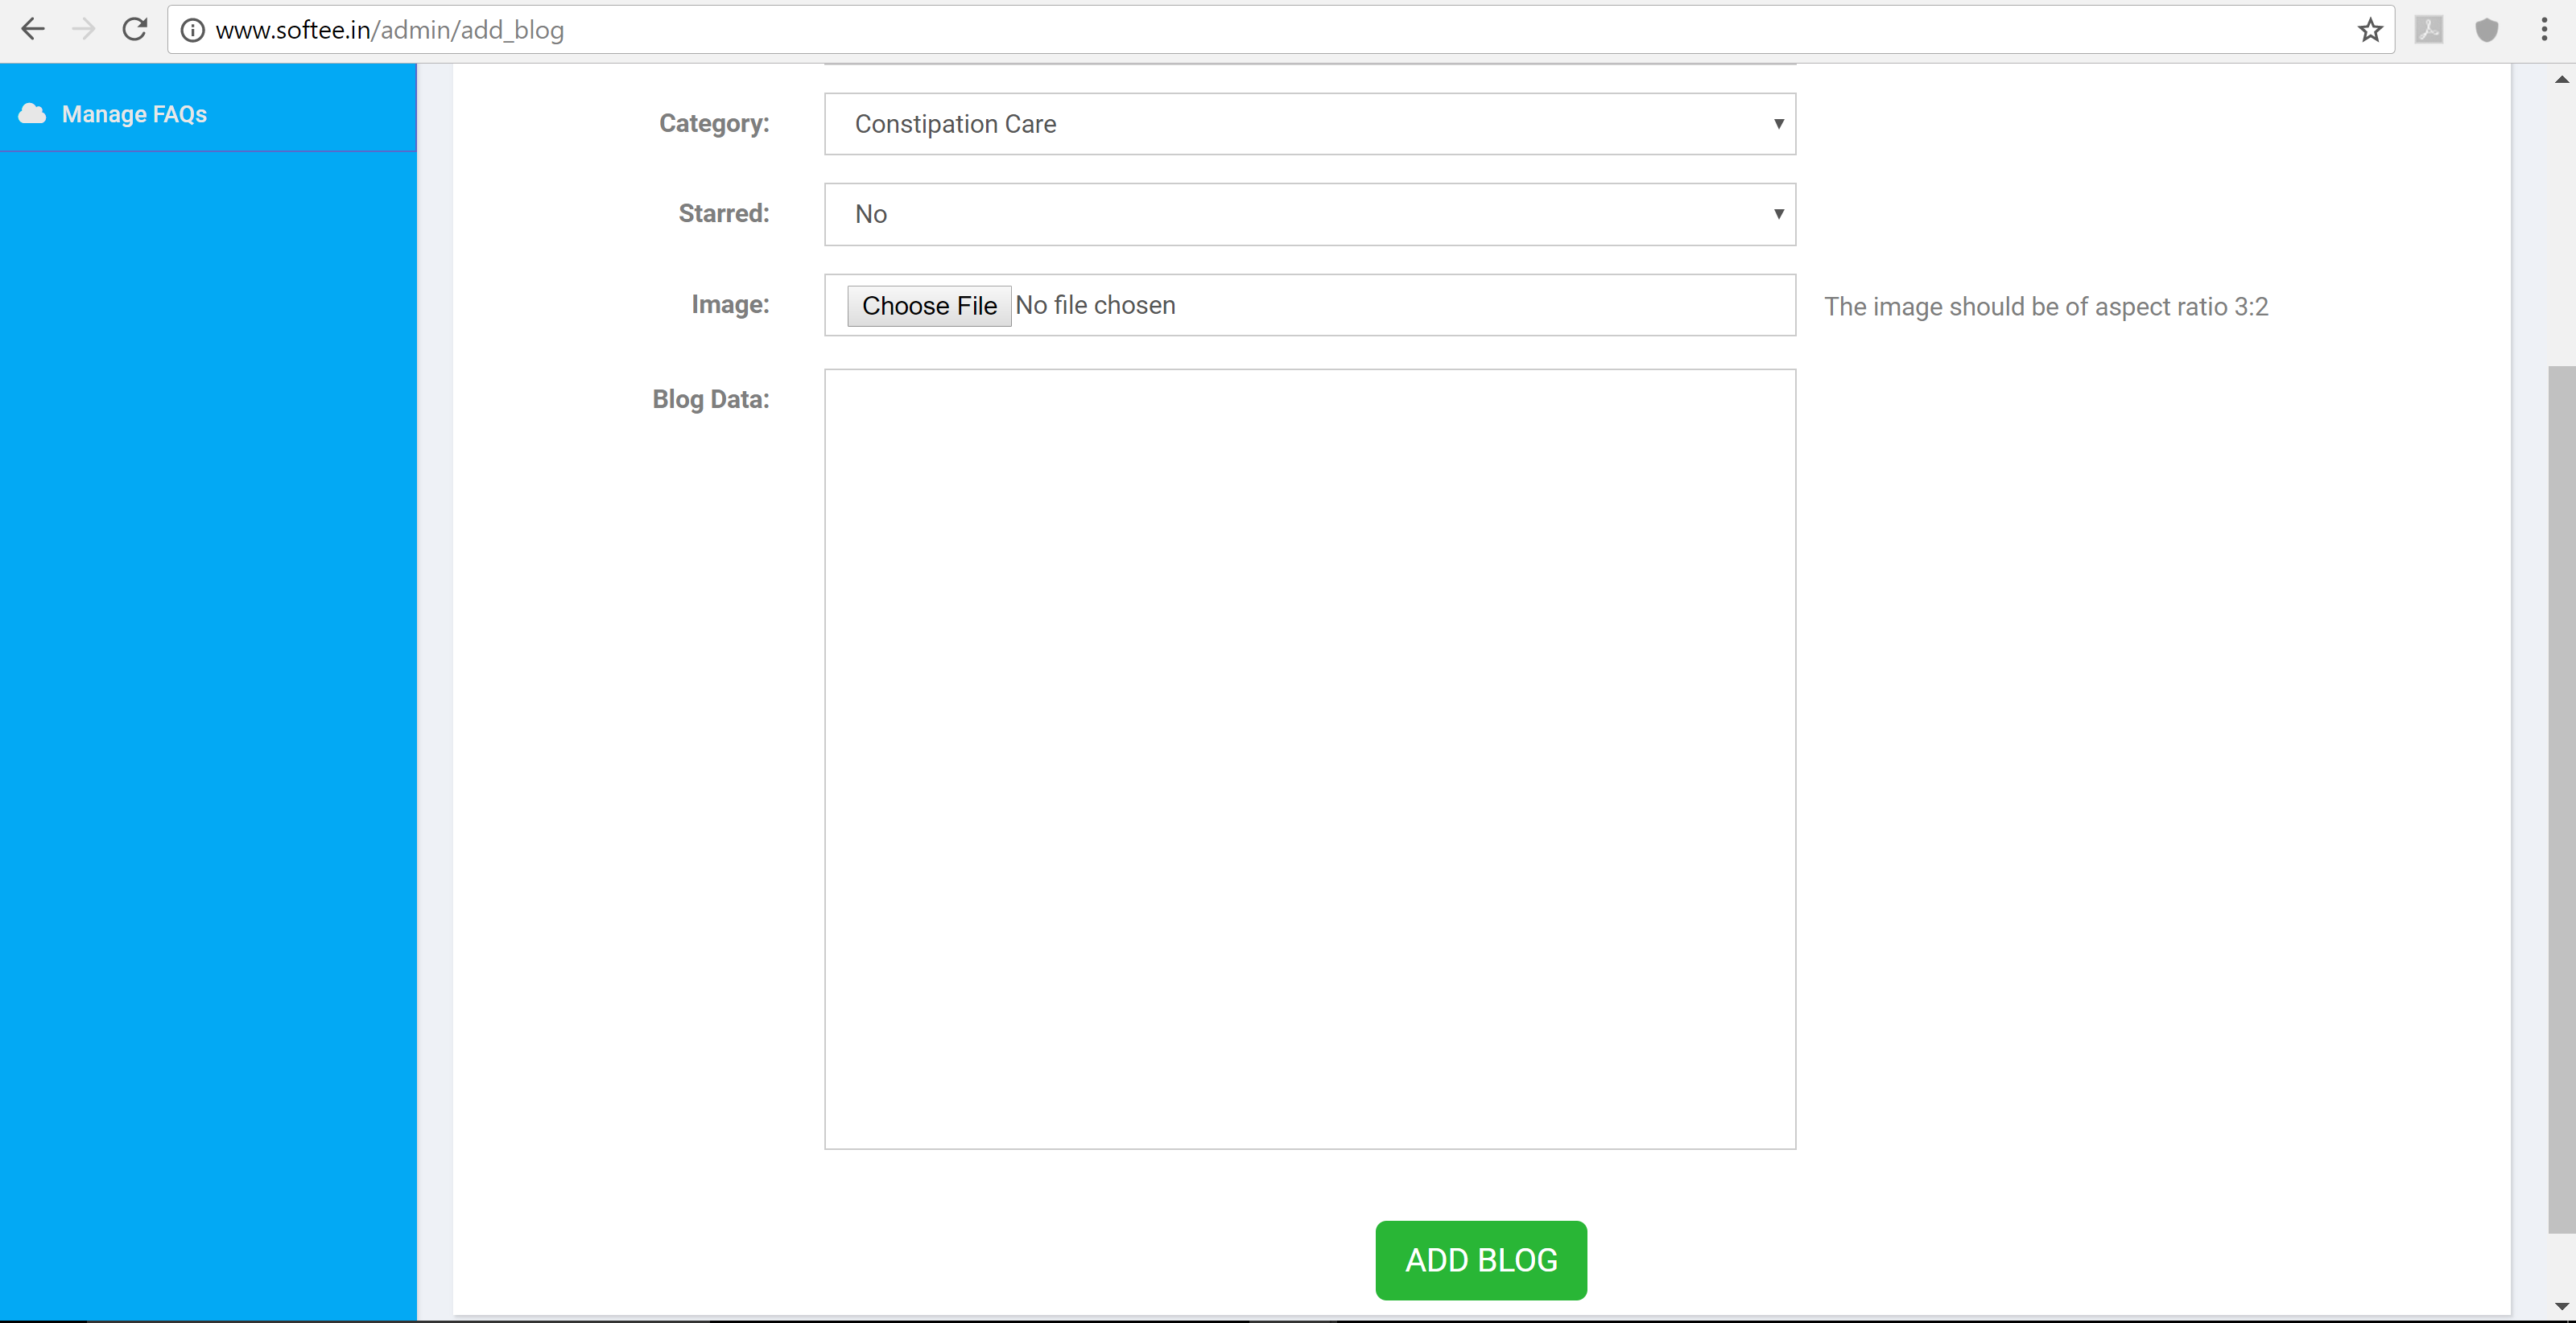 www.softee.in/admin/add_blog
Manage FAQs
Category: Constipation Care
Starred: No
Image: Choose File No file chosen The image should be of aspect ratio 3:2
Blog Data:
ADD BLOG